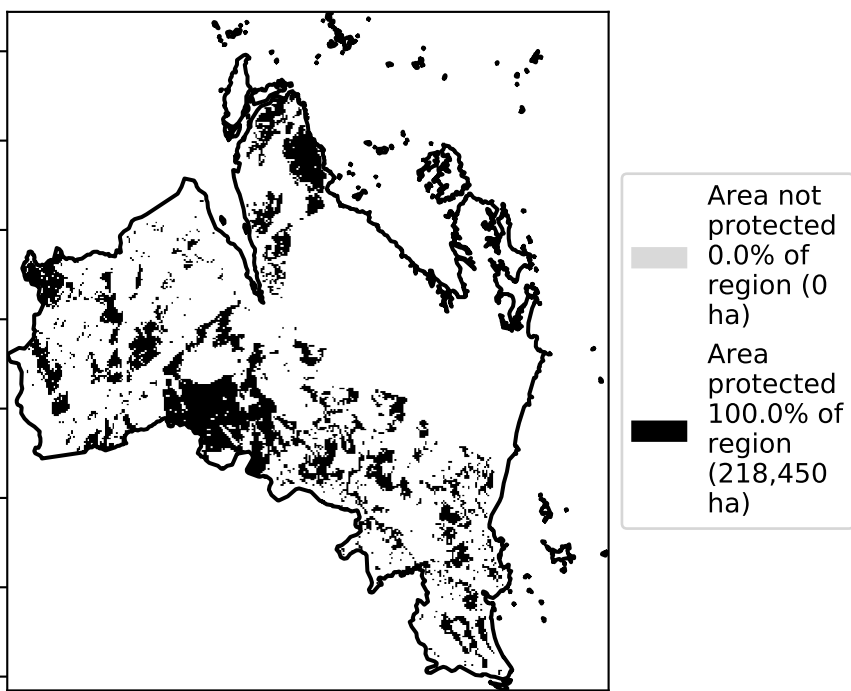 Area not
protected
0.0% of
region (0
ha)
Area
protected
100.0% of
region
(218,450
ha)